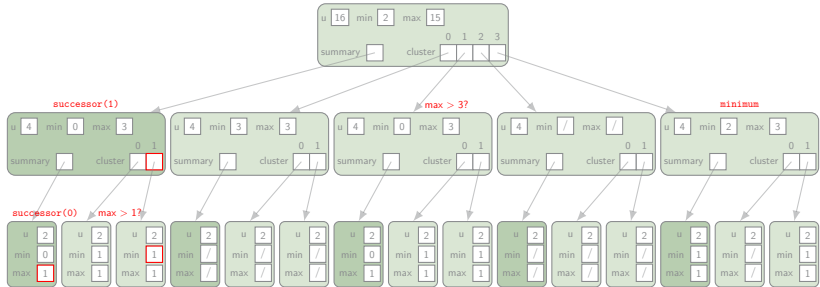 u 16 min 2 max 15
0 1 2 3
summary cluster
successor(1) max > 3? minimum
u 4 min 0 max 3 u 4 min 3 max 3 u 4 min 0 max 3 u 4 min / max / u 4 min 2 max 3
0 1 0 1 0 1 0 1 0 1
summary cluster summary cluster summary cluster summary cluster summary cluster
successor(0) max > 1?
u 2 u 2 u 2 u 2 u 2 u 2 u 2 u 2 u 2 u 2 u 2 u 2 u 2 u 2 u 2
min 0 min 1 min 1 min / min / min / min 0 min 1 min 1 min / min / min / min 1 min / min 1
max 1 max 1 max 1 max / max / max / max 1 max 1 max 1 max / max / max / max 1 max / max 1